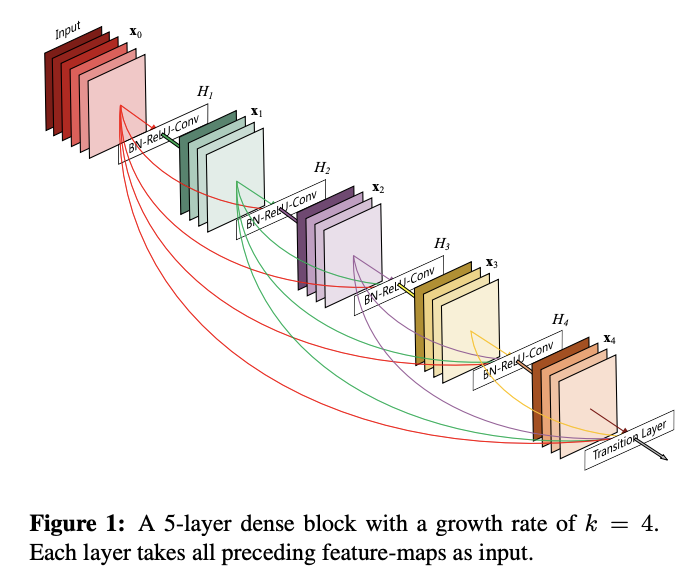 Input
x₀
H₁
BN-ReLU-Conv
x₁
H₂
BN-ReLU-Conv
x₂
H₃
BN-ReLU-Conv
x₃
H₄
BN-ReLU-Conv
x₄
Transition Layer
Figure 1: A 5-layer dense block with a growth rate of k = 4.
Each layer takes all preceding feature-maps as input.